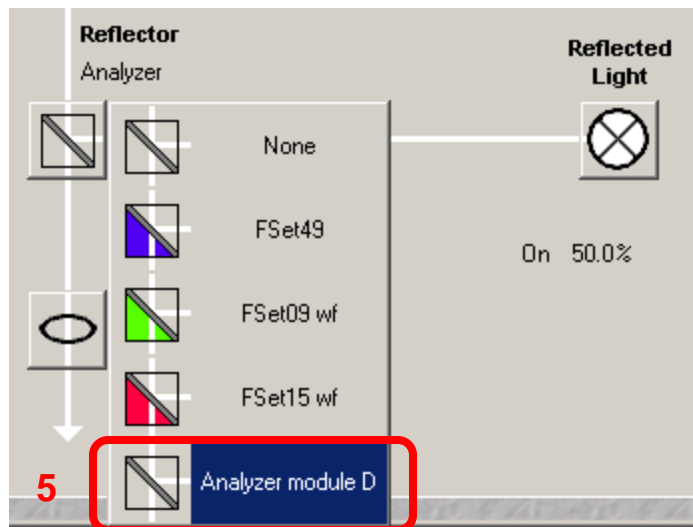 Reflector
Analyzer
Reflected
Light
None
FSet49
On 50.0%
FSet09 wf
FSet15 wf
5
Analyzer module D